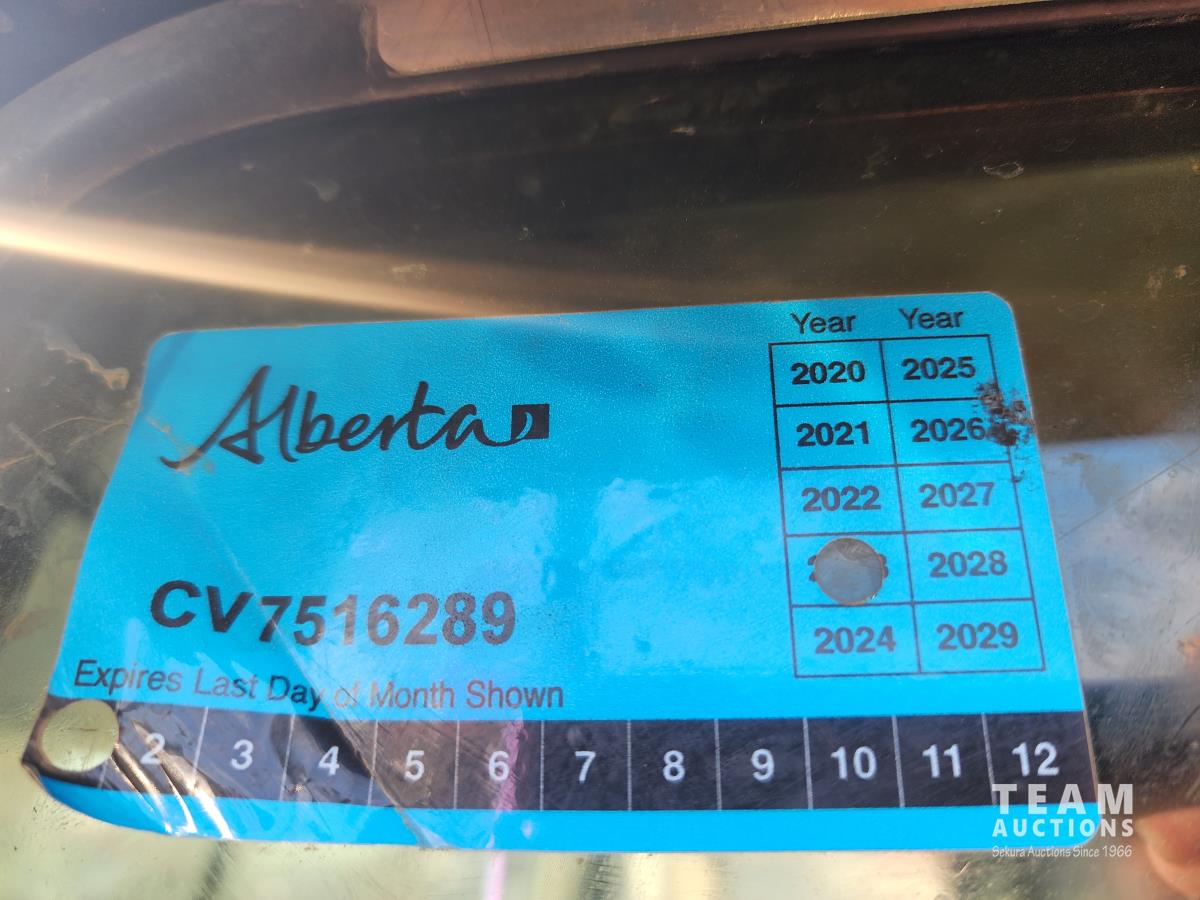 Year Year
2020 2025
Alberta
2021 2026
2022 2027
2028
CV7516289
2024 2029
Expires Last Day of Month Shown
2 3 4 5 6 7 8 9 10 11 12
TEAM
AUCTIONS
Sekura Auctions Since 1966